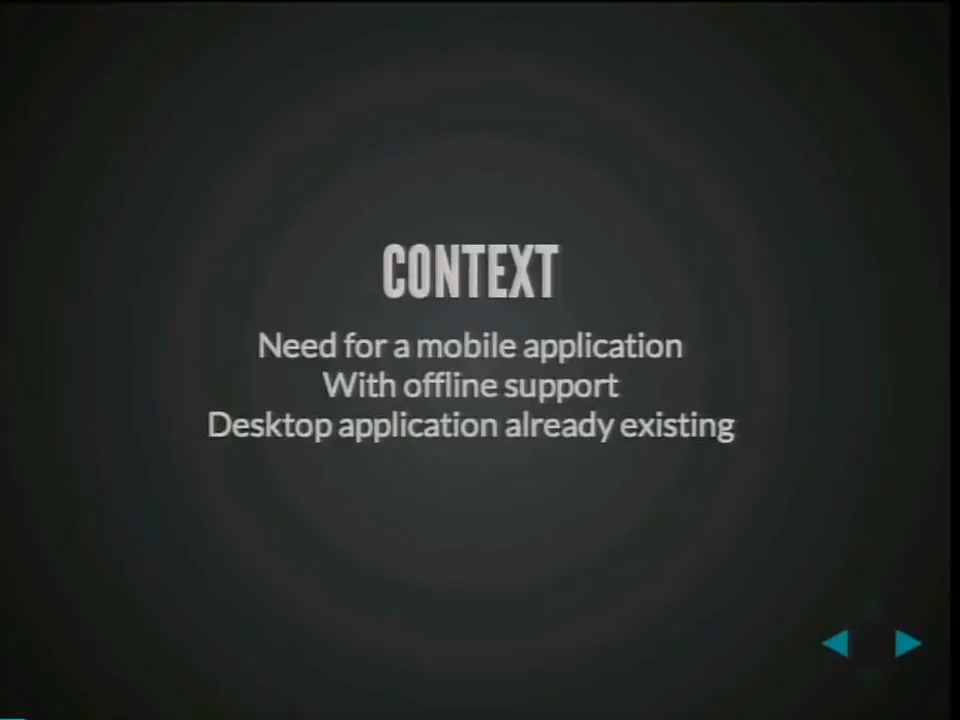 CONTEXT
Need for a mobile application
With offline support
Desktop application already existing